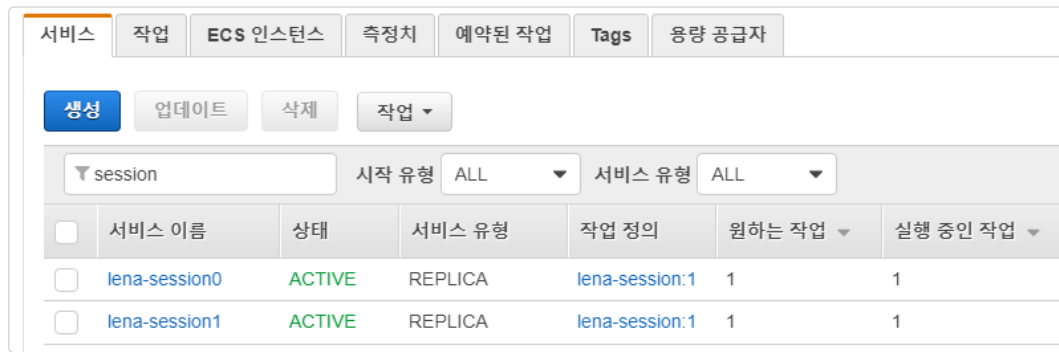 서비스 작업 ECS 인스턴스 측정치 예약된 작업 Tags 용량 공급자
생성 업데이트 삭제 작업
session 시작 유형 ALL 서비스 유형 ALL
서비스 이름 상태 서비스 유형 작업 정의 원하는 작업 실행 중인 작업
lena-session0 ACTIVE REPLICA lena-session:1 1 1
lena-session1 ACTIVE REPLICA lena-session:1 1 1